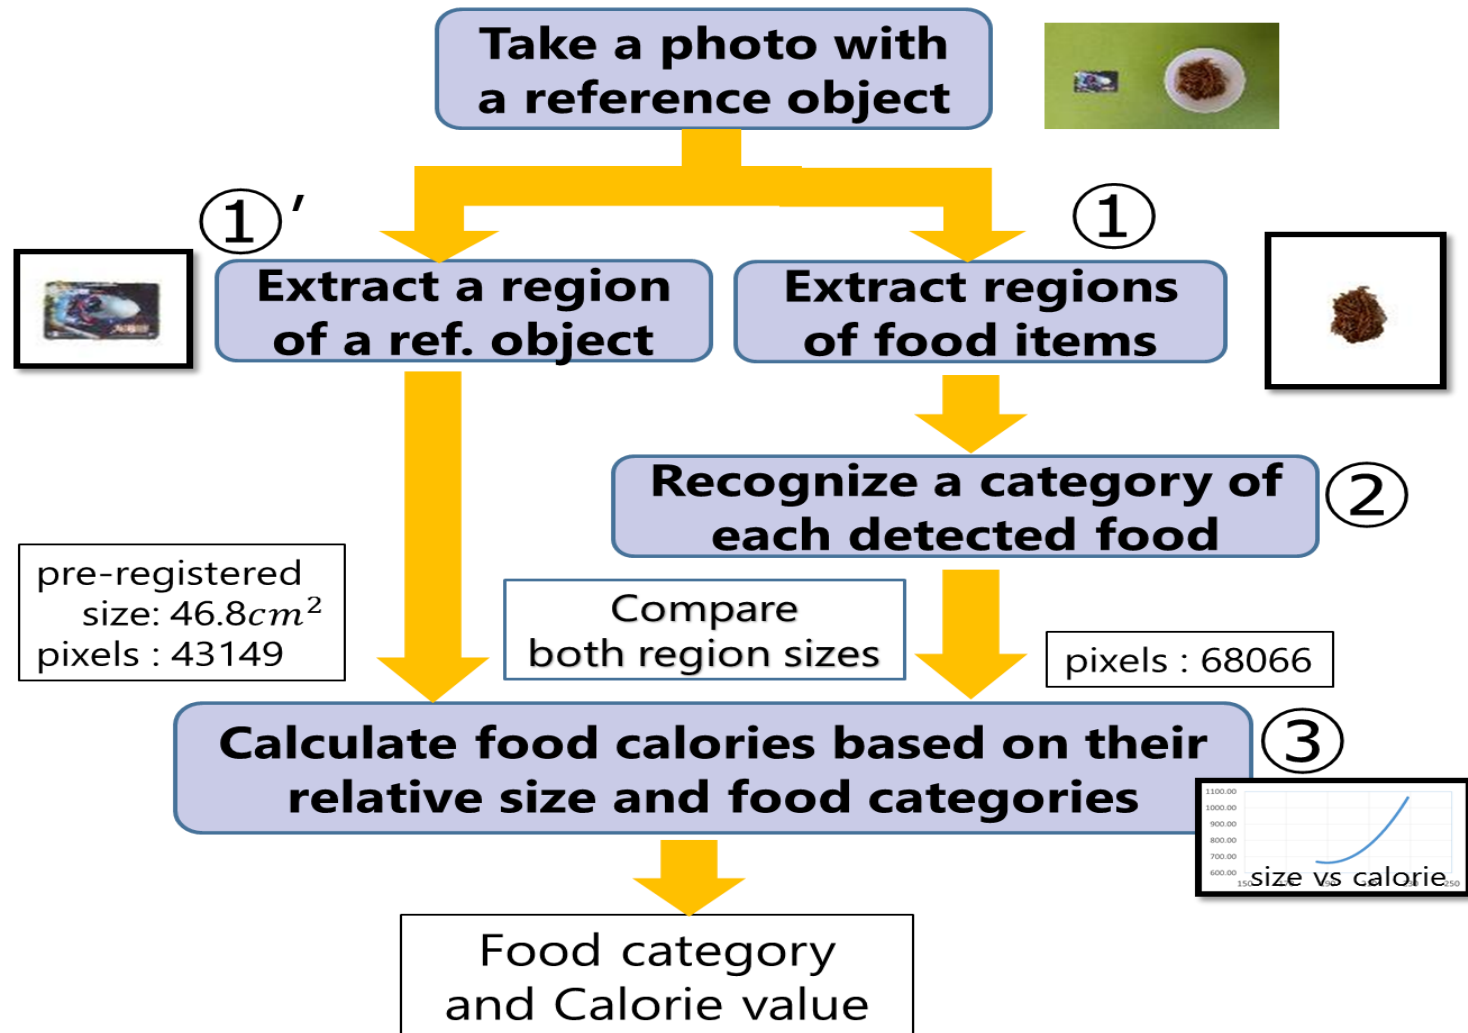 Take a photo with
a reference object
①′
①
Extract a region
of a ref. object
Extract regions
of food items
Recognize a category of
each detected food
②
pre-registered
size: 46.8cm²
pixels : 43149
Compare
both region sizes
pixels : 68066
Calculate food calories based on their
relative size and food categories
③
1100.00
1000.00
900.00
800.00
700.00
600.00
150
250
size vs calorie
Food category
and Calorie value